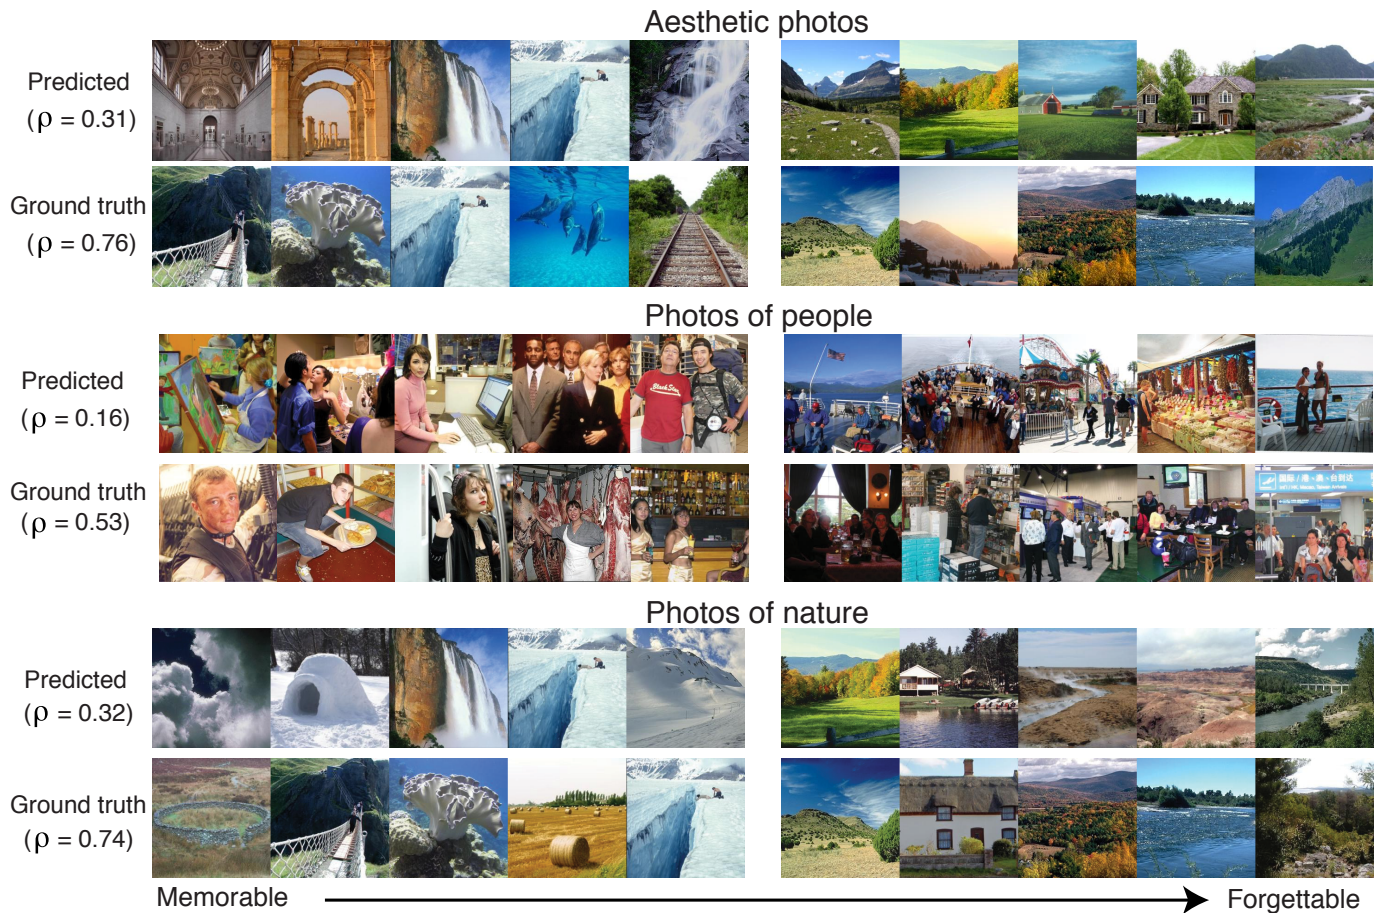 Aesthetic photos
Predicted
(ρ = 0.31)
Ground truth
(ρ = 0.76)
Photos of people
Predicted
(ρ = 0.16)
Ground truth
(ρ = 0.53)
Photos of nature
Predicted
(ρ = 0.32)
Ground truth
(ρ = 0.74)
Memorable
Forgettable